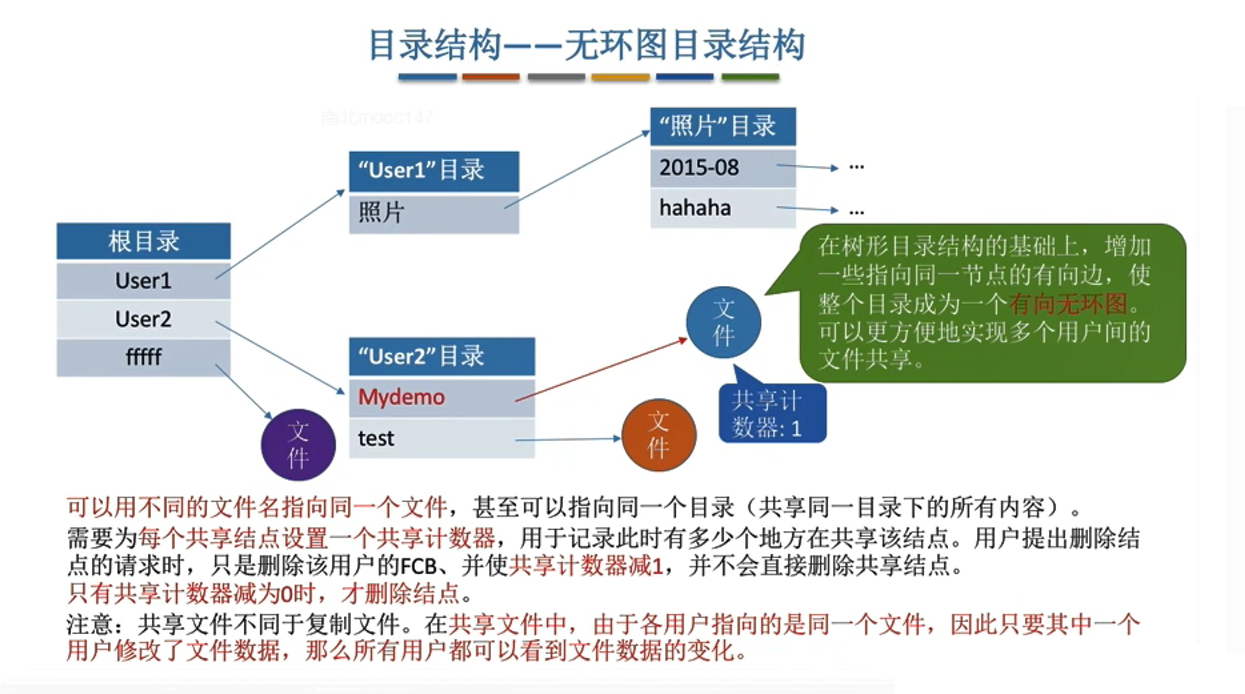 目录结构——无环图目录结构
南北mooc147
“照片”目录
2015-08
...
hahaha
...
“User1”目录
照片
根目录
User1
User2
fffff
文
件
“User2”目录
Mydemo
test
文
件
文
件
共享计
数器: 1
在树形目录结构的基础上，增加
一些指向同一节点的有向边，使
整个目录成为一个有向无环图。
可以更方便地实现多个用户间的
文件共享。
可以用不同的文件名指向同一个文件，甚至可以指向同一个目录（共享同一目录下的所有内容）。
需要为每个共享结点设置一个共享计数器，用于记录此时有多少个地方在共享该结点。用户提出删除结
点的请求时，只是删除该用户的FCB、并使共享计数器减1，并不会直接删除共享结点。
只有共享计数器减为0时，才删除结点。
注意：共享文件不同于复制文件。在共享文件中，由于各用户指向的是同一个文件，因此只要其中一个
用户修改了文件数据，那么所有用户都可以看到文件数据的变化。